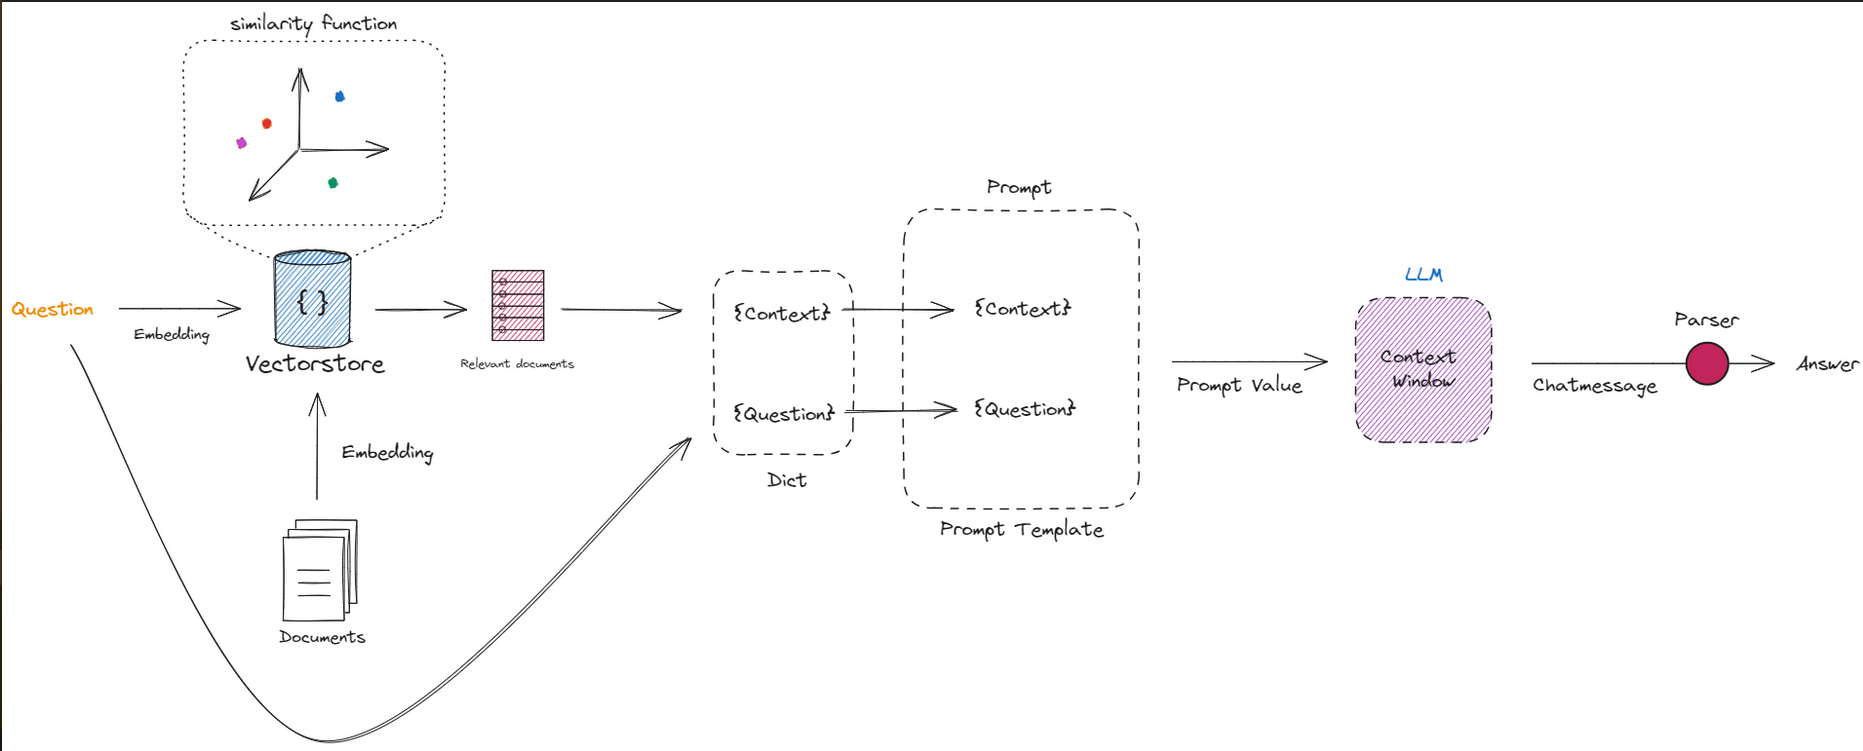 similarity function
Question
Embedding
{ }
Vectorstore
Relevant documents
Embedding
Documents
{Context}
{Question}
Dict
Prompt
{Context}
{Question}
Prompt Template
Prompt Value
LLM
Context
Window
Chatmessage
Parser
Answer